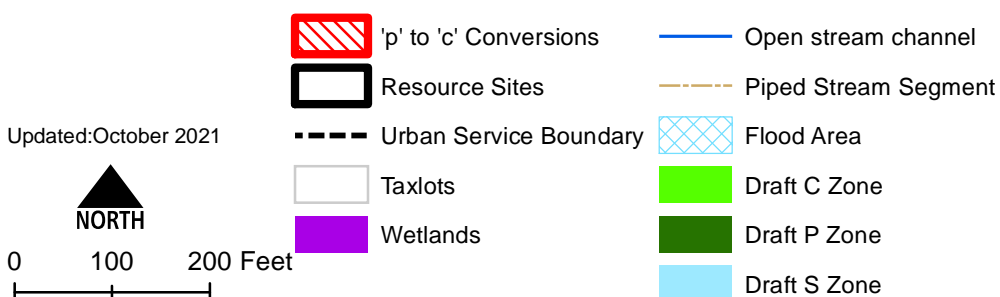 Updated:October 2021
NORTH
0 100 200 Feet
'p' to 'c' Conversions
Resource Sites
Urban Service Boundary
Taxlots
Wetlands
Open stream channel
Piped Stream Segment
Flood Area
Draft C Zone
Draft P Zone
Draft S Zone